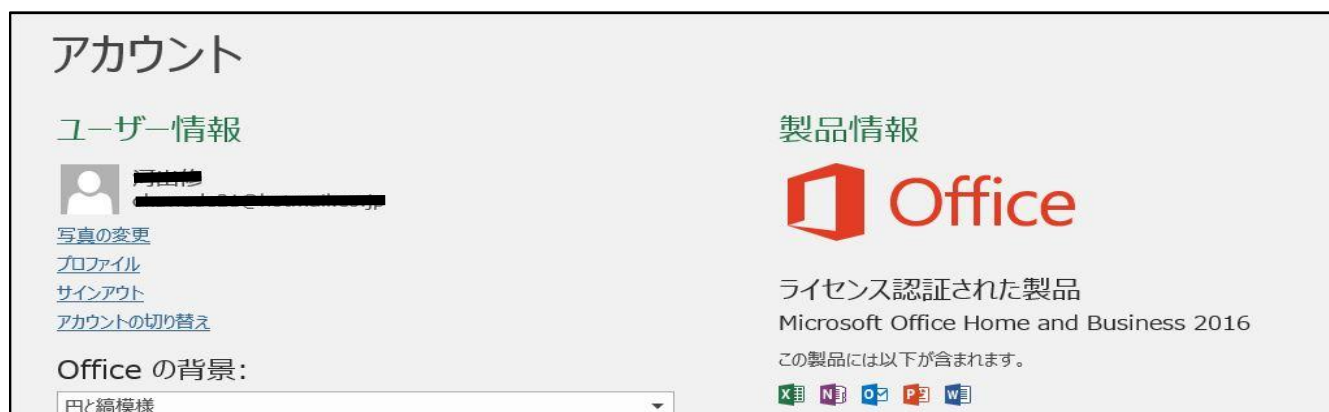 アカウント
ユーザー情報
写真の変更
プロファイル
サインアウト
アカウントの切り替え
Office の背景:
円と縞模様
製品情報
Office
ライセンス認証された製品
Microsoft Office Home and Business 2016
この製品には以下が含まれます。